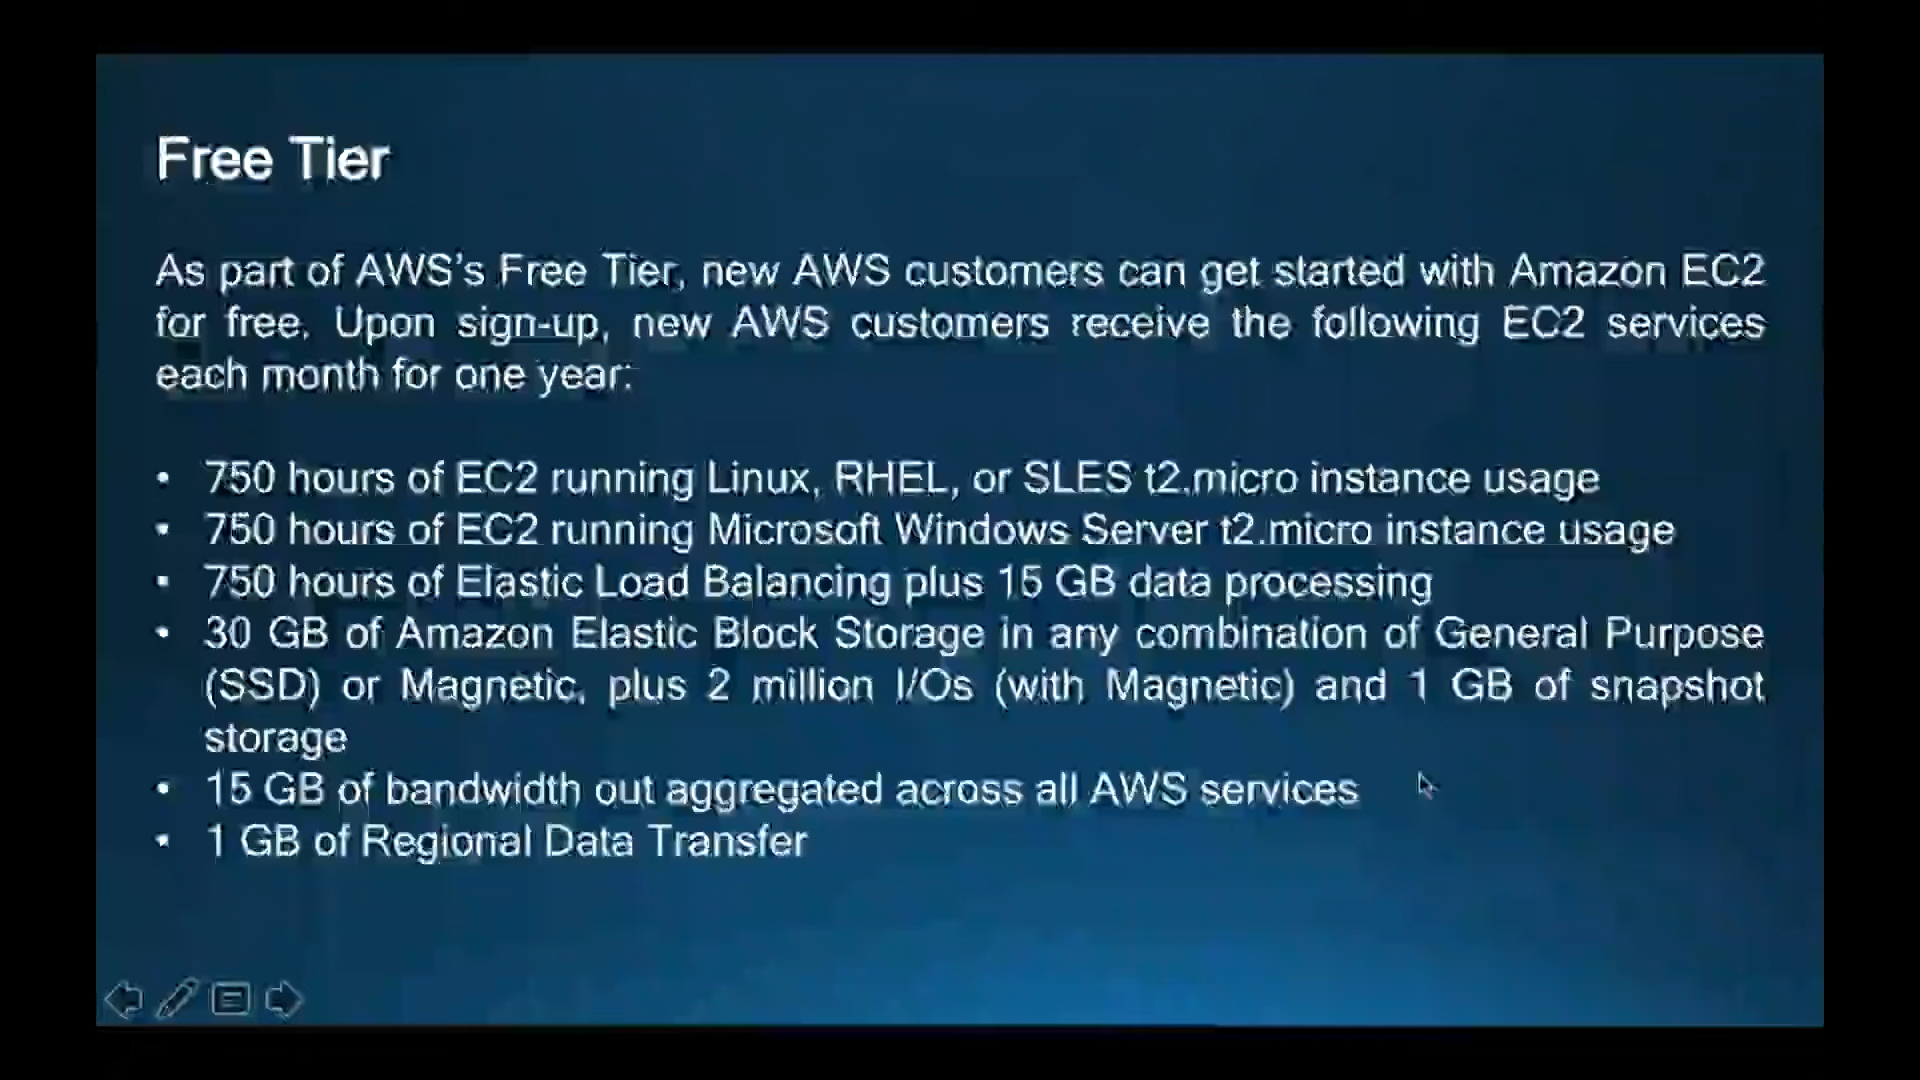 Free Tier
As part of AWS's Free Tier, new AWS customers can get started with Amazon EC2
for free. Upon sign-up, new AWS customers receive the following EC2 services
each month for one year:
• 750 hours of EC2 running Linux, RHEL, or SLES t2.micro instance usage
• 750 hours of EC2 running Microsoft Windows Server t2.micro instance usage
• 750 hours of Elastic Load Balancing plus 15 GB data processing
• 30 GB of Amazon Elastic Block Storage in any combination of General Purpose
(SSD) or Magnetic, plus 2 million I/Os (with Magnetic) and 1 GB of snapshot
storage
• 15 GB of bandwidth out aggregated across all AWS services
• 1 GB of Regional Data Transfer